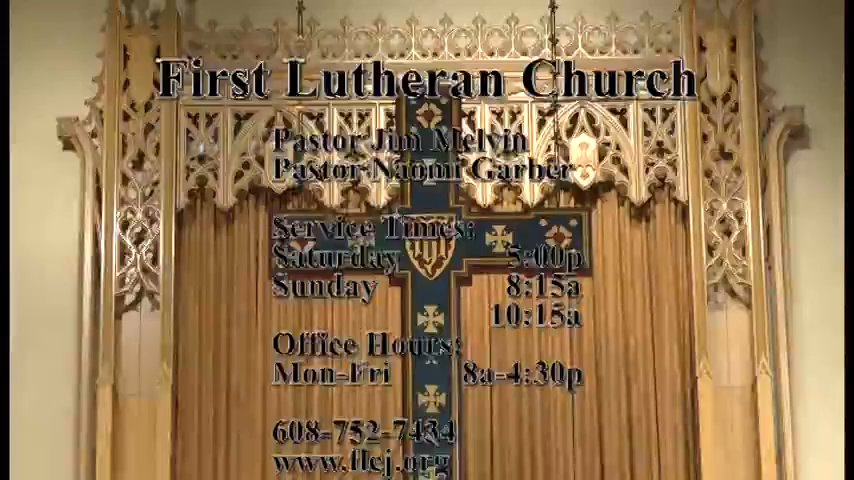 First Lutheran Church
Pastor Jim Melvin
Pastor Naomi Garber
Service Times:
Saturday 5:00p
Sunday 8:15a
10:15a
Office Hours:
Mon-Fri 8a-4:30p
608-752-7434
www.flcj.org